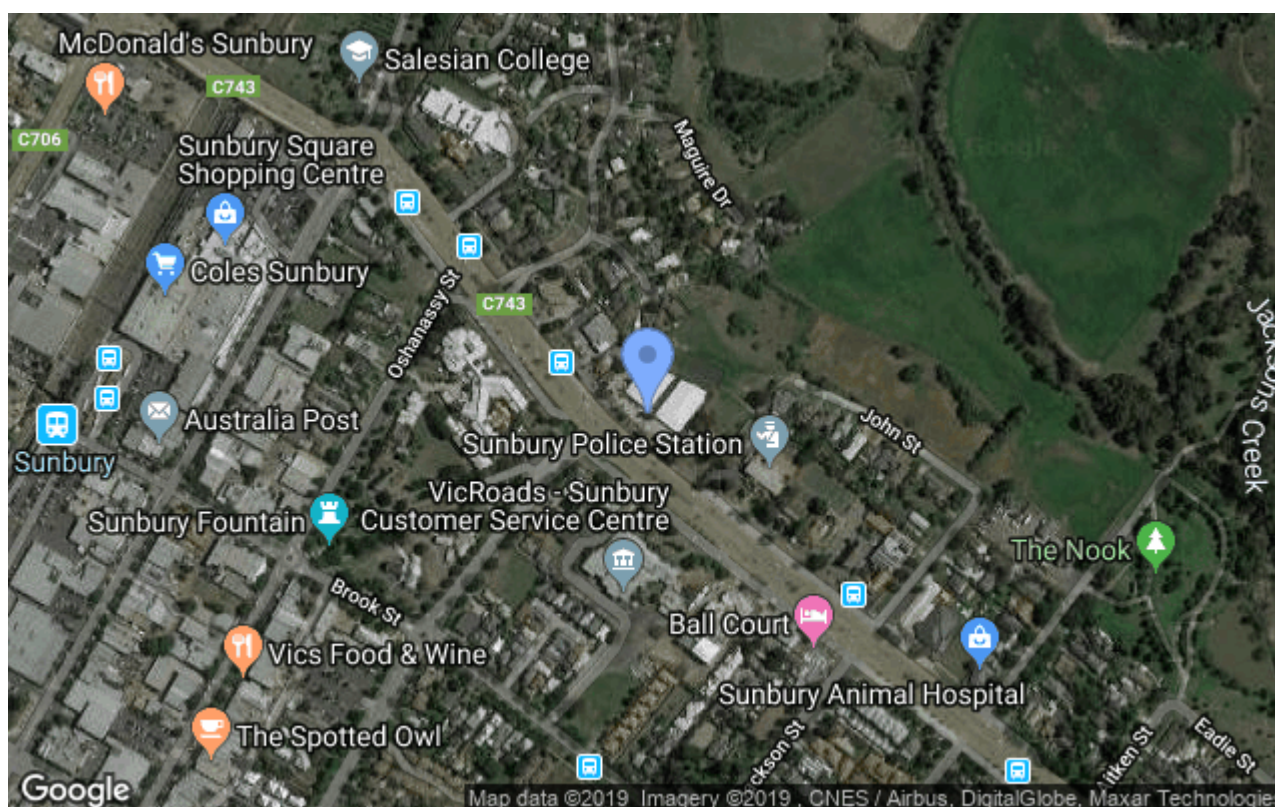 McDonald's Sunbury
C743
Salesian College
C706
Sunbury Square
Shopping Centre
Maguire Dr
Coles Sunbury
Oshanassy St
C743
Jacksons Creek
Australia Post
Sunbury
Sunbury Police Station
John St
VicRoads - Sunbury
Customer Service Centre
Sunbury Fountain
The Nook
Brook St
Ball Court
Vics Food & Wine
Sunbury Animal Hospital
The Spotted Owl
ckson St
itken St
Eadie St
Google
Map data ©2019 Imagery ©2019 , CNES / Airbus, DigitalGlobe, Maxar Technologie